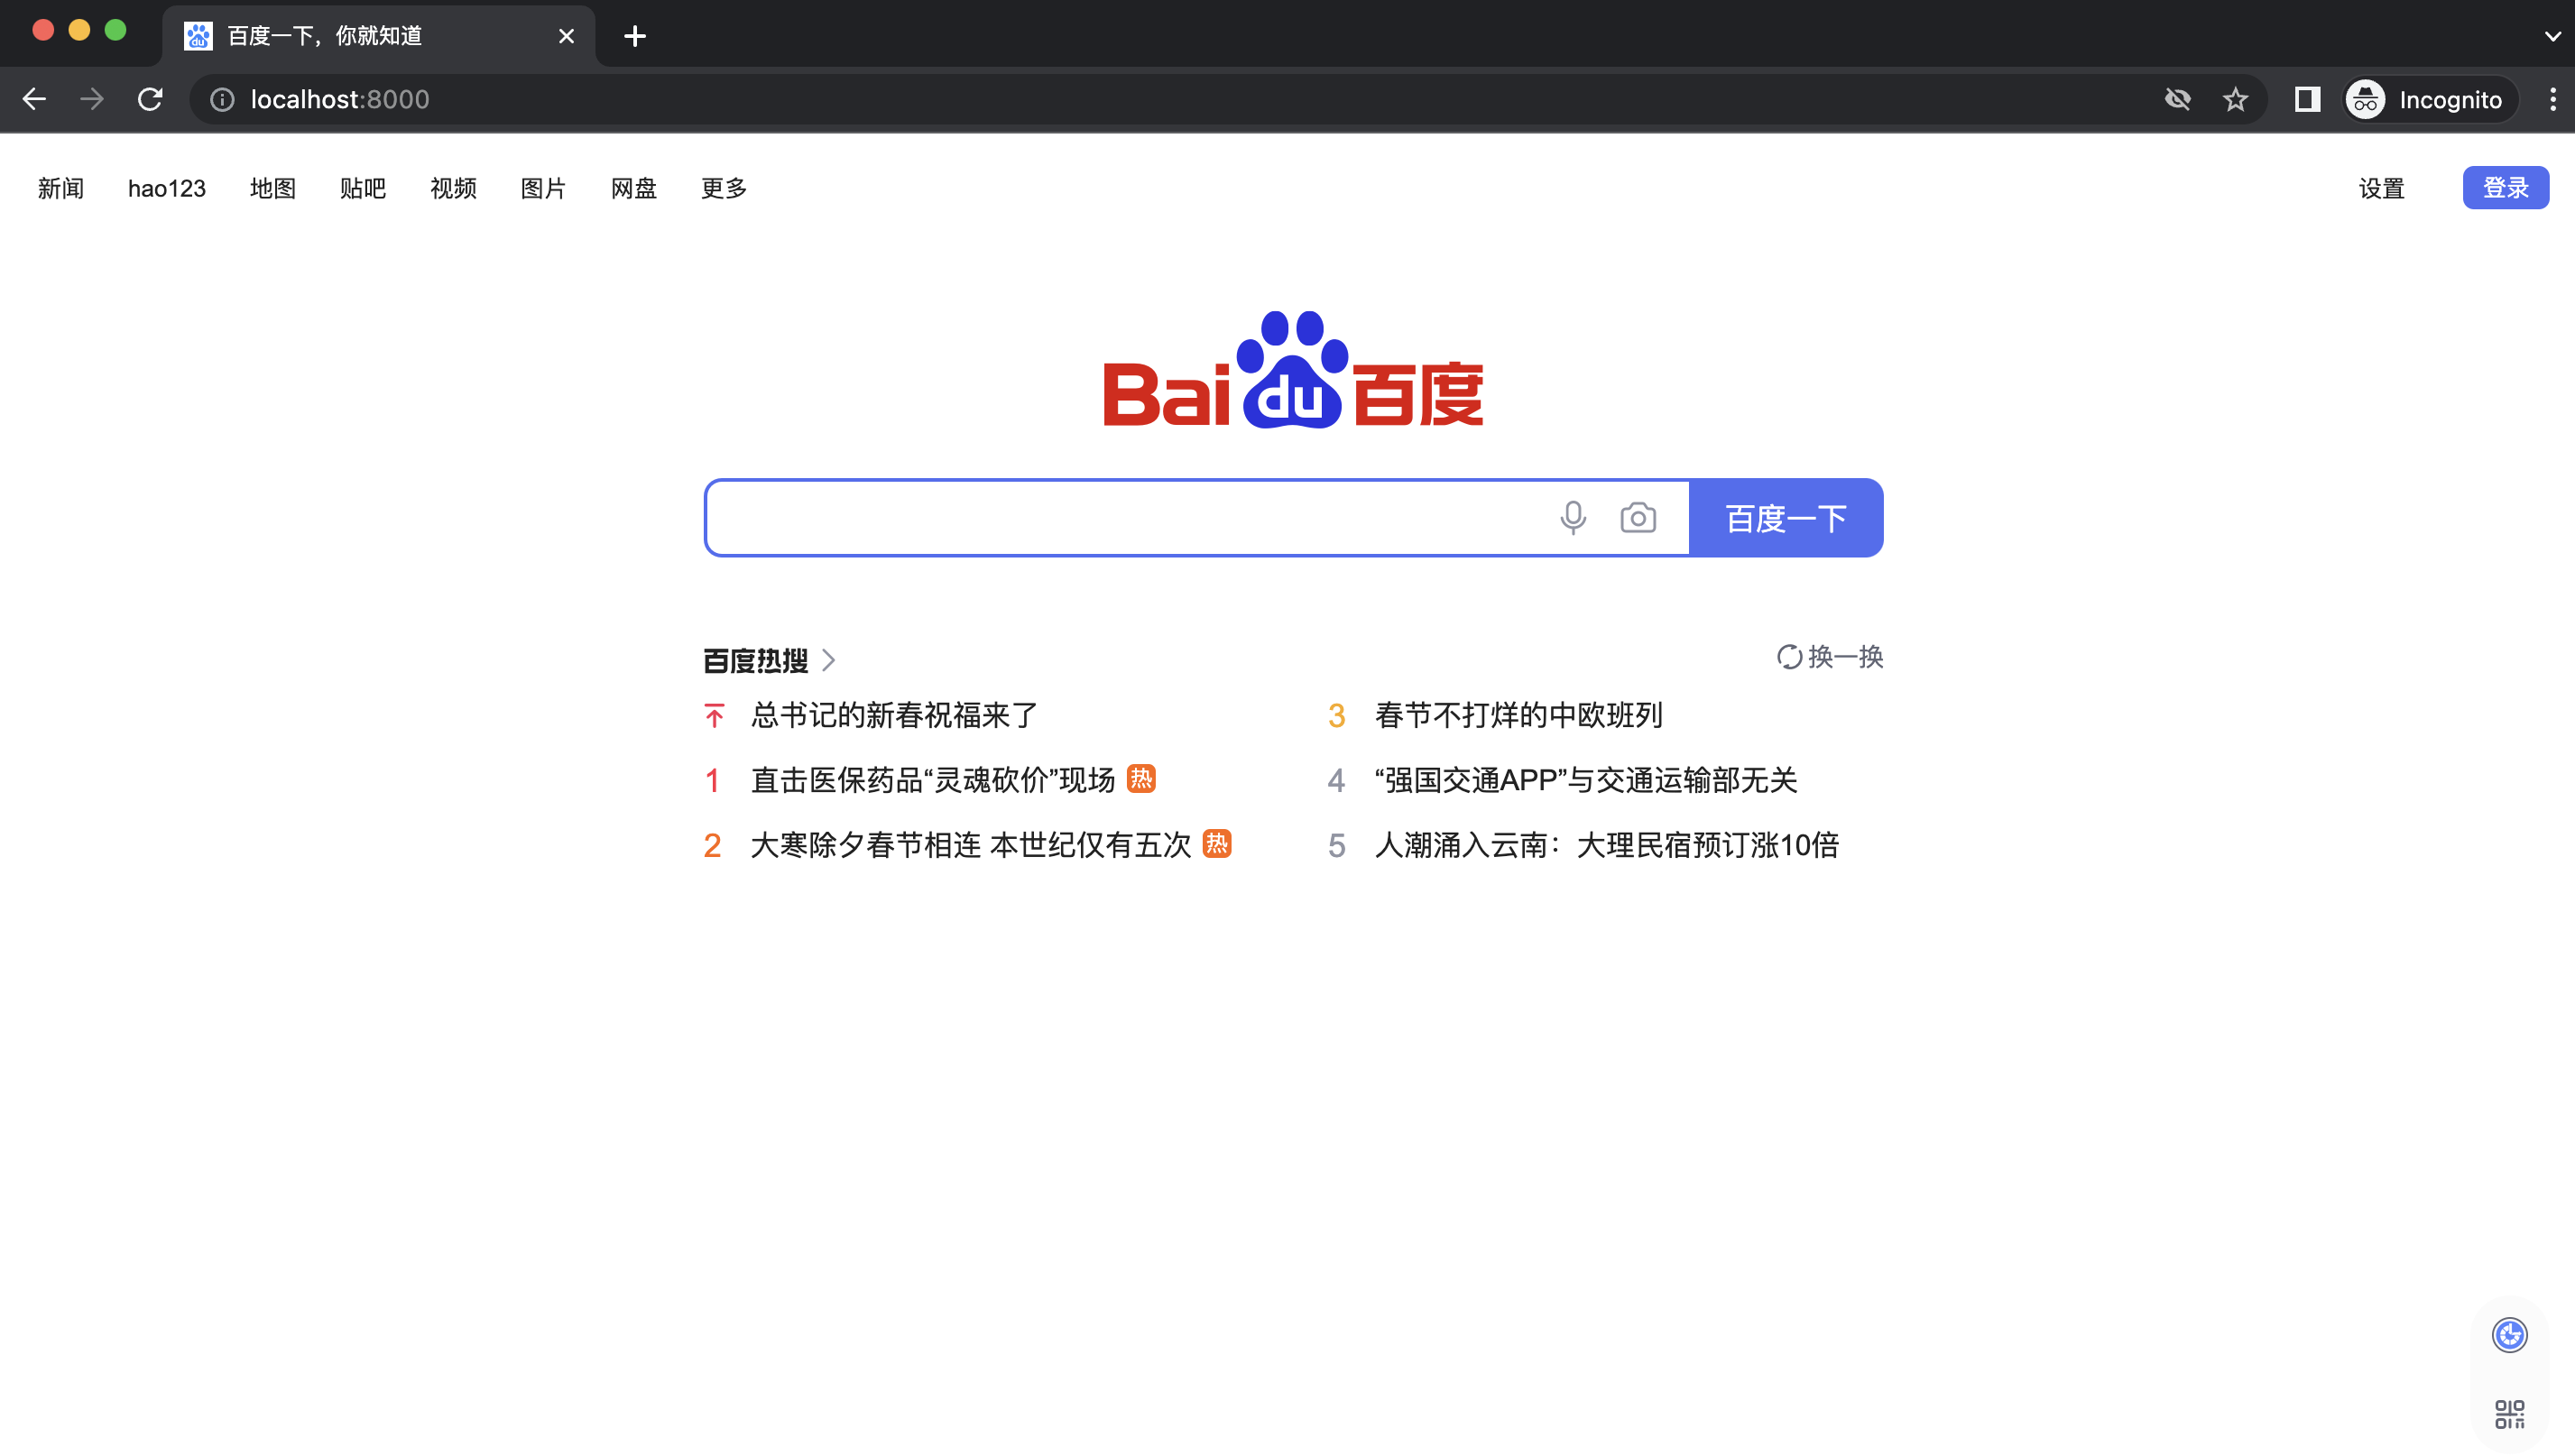 百度一下，你就知道
localhost:8000
Incognito
新闻 hao123 地图 贴吧 视频 图片 网盘 更多 设置 登录
Bai du 百度
百度一下
百度热搜 换一换
总书记的新春祝福来了
1 直击医保药品“灵魂砍价”现场 热
2 大寒除夕春节相连 本世纪仅有五次 热
3 春节不打烊的中欧班列
4 “强国交通APP”与交通运输部无关
5 人潮涌入云南：大理民宿预订涨10倍